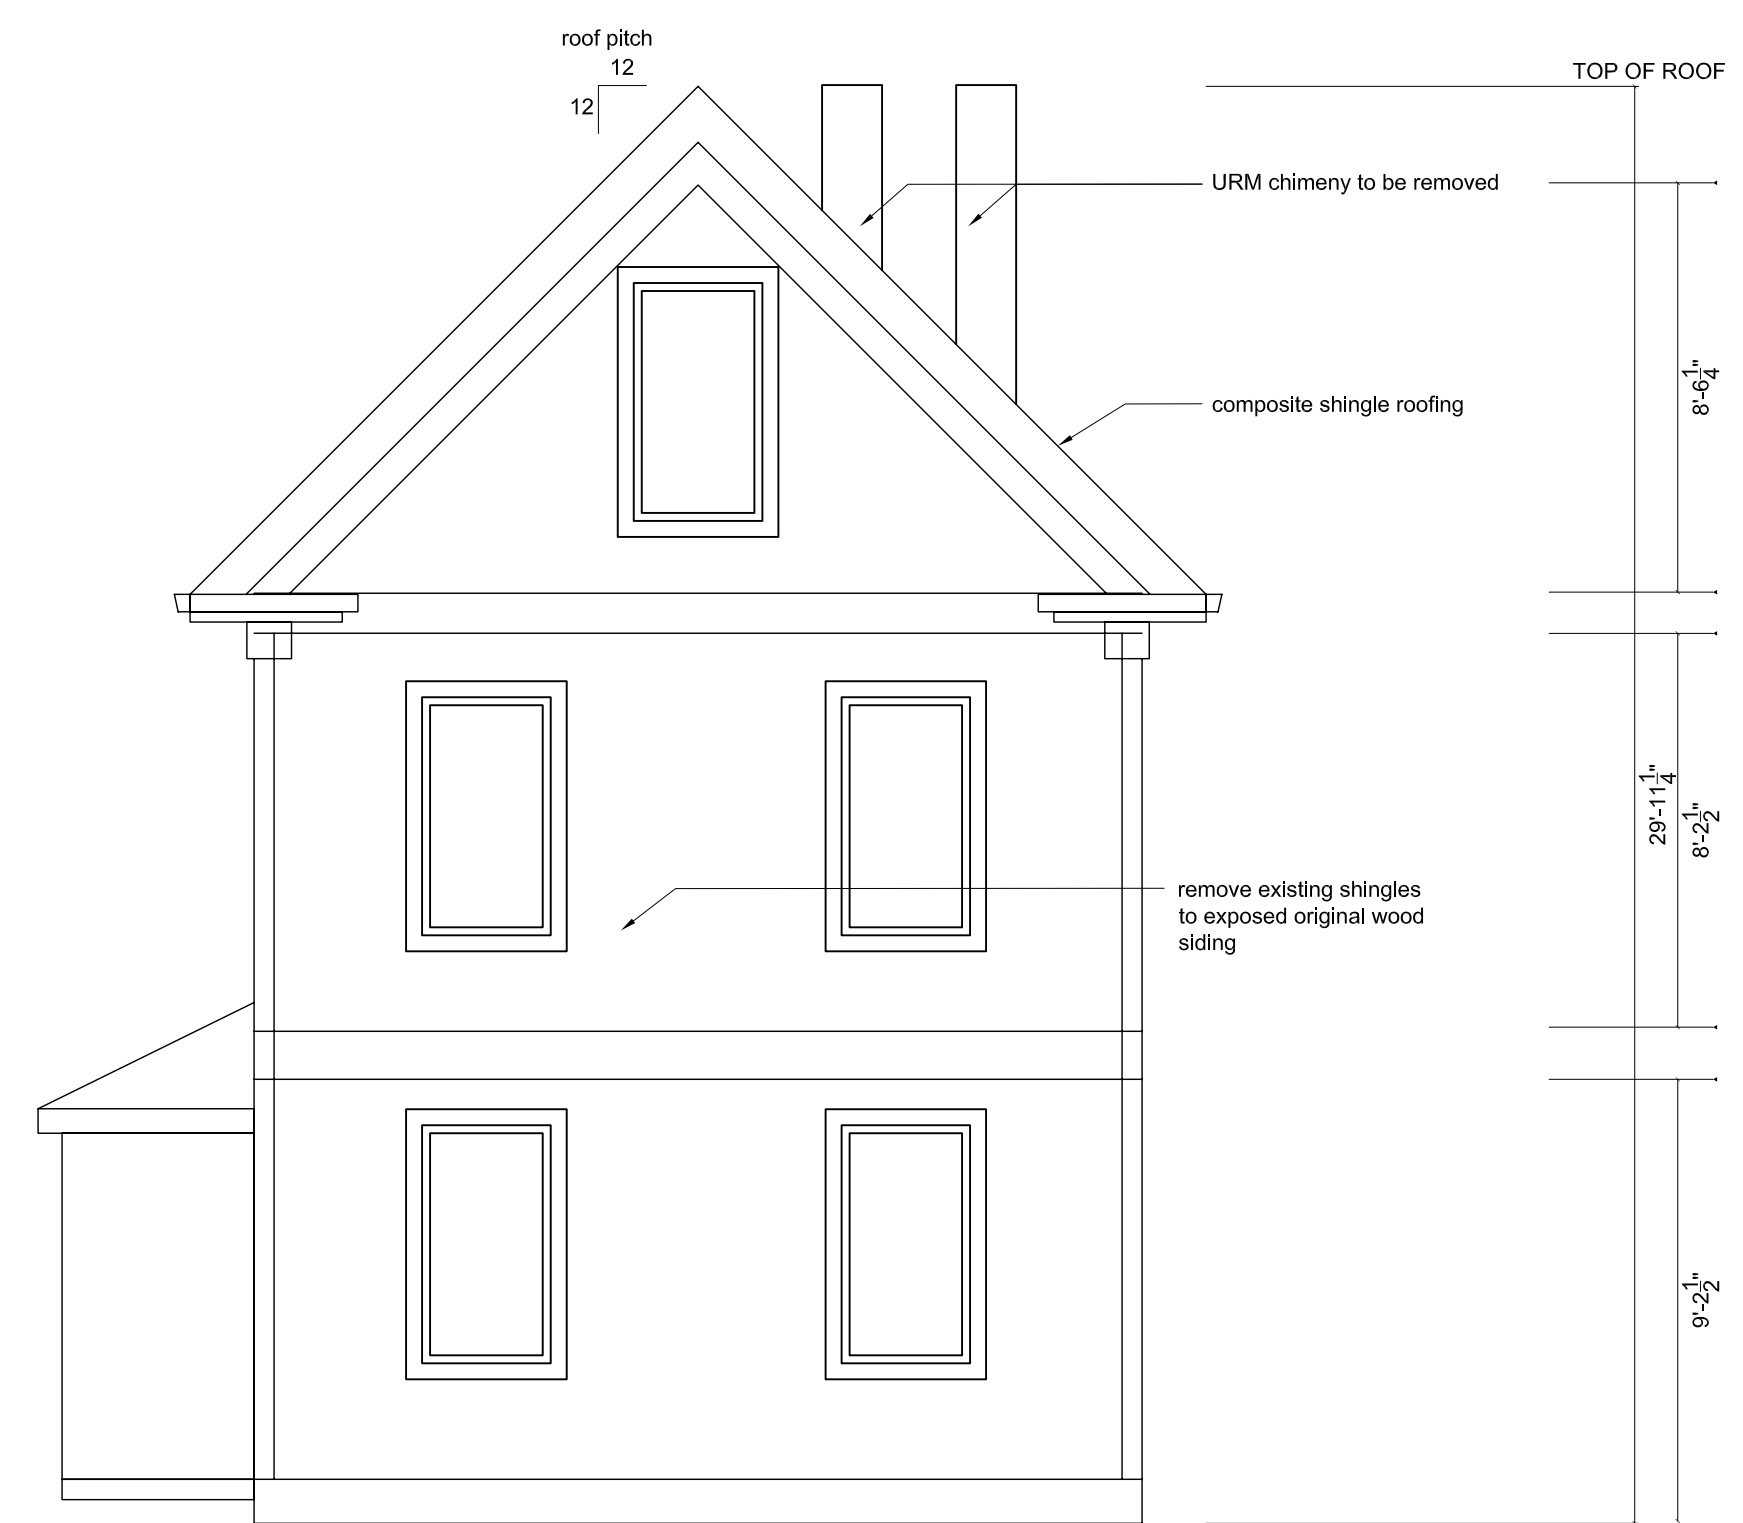 roof pitch
12
12
TOP OF ROOF
URM chimeny to be removed
8'-6 1/4"
composite shingle roofing
29'-11 1/4"
8'-2 1/2"
remove existing shingles
to exposed original wood
siding
9'-2 1/2"